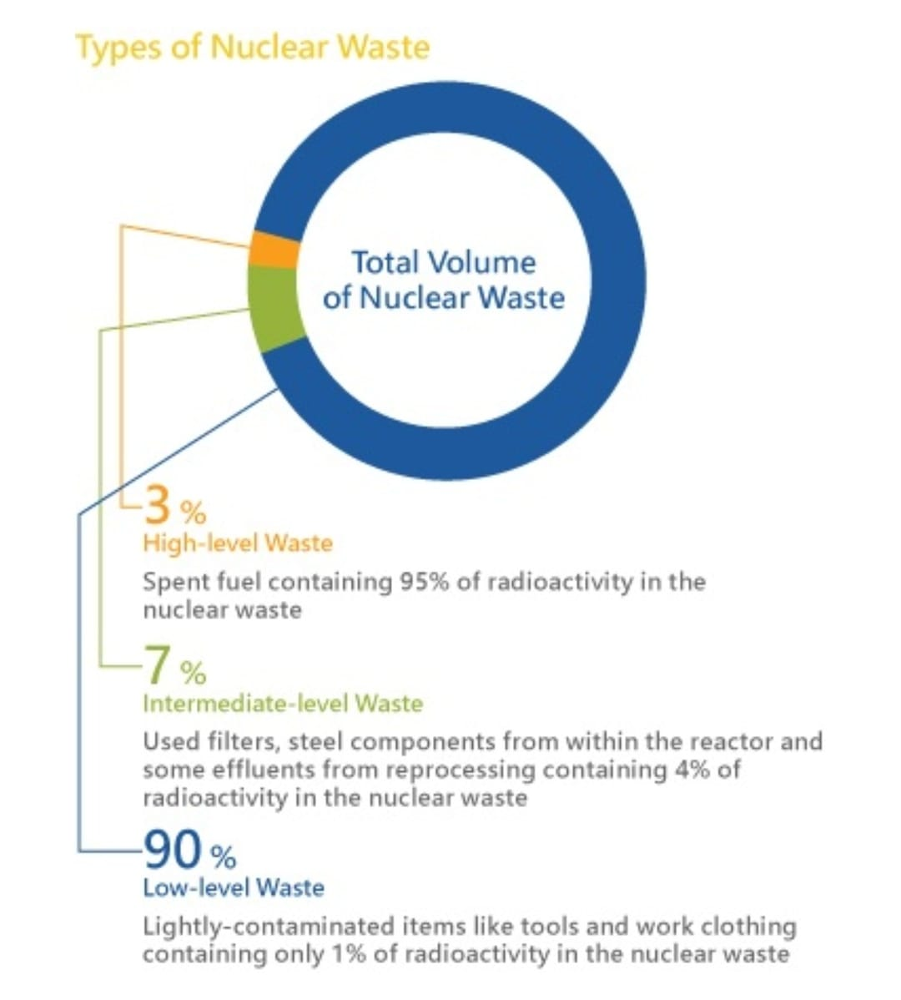 Types of Nuclear Waste
Total Volume
of Nuclear Waste
3 %
High-level Waste
Spent fuel containing 95% of radioactivity in the
nuclear waste
7 %
Intermediate-level Waste
Used filters, steel components from within the reactor and
some effluents from reprocessing containing 4% of
radioactivity in the nuclear waste
90 %
Low-level Waste
Lightly-contaminated items like tools and work clothing
containing only 1% of radioactivity in the nuclear waste